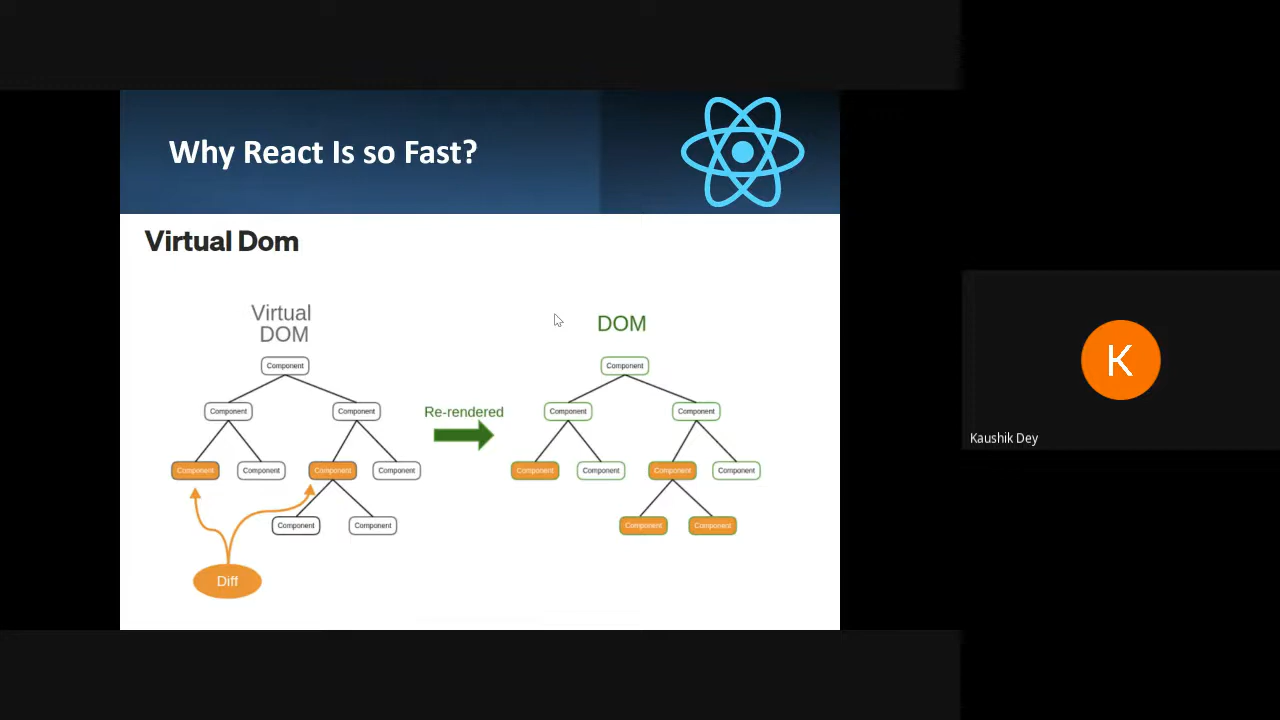 Why React Is so Fast?
Virtual Dom
Virtual
DOM
Component
Component
Component
Component
Component
Component
Component
Component
Component
Diff
Re-rendered
DOM
Component
Component
Component
Component
Component
Component
Component
Component
Component
K
Kaushik Dey